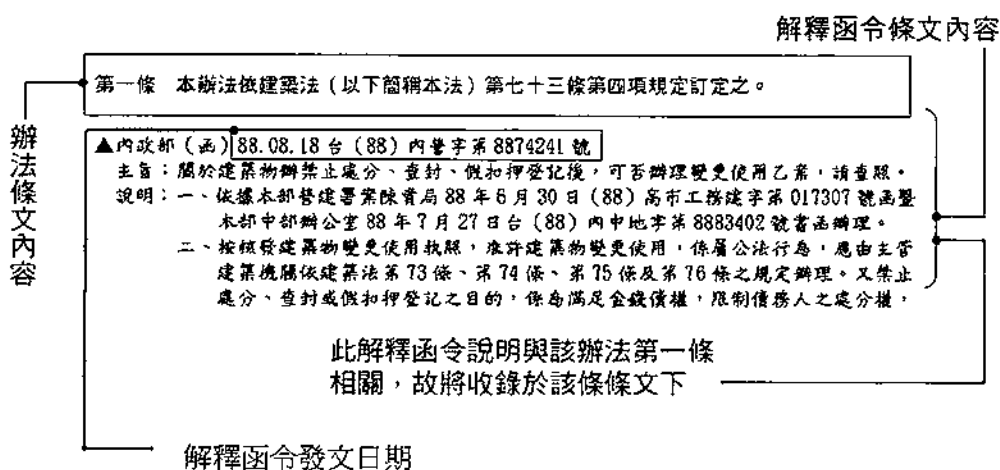 解釋函令條文內容
第一條　本辦法依建築法（以下簡稱本法）第七十三條第四項規定訂定之。
辦法條文內容
▲內政部（函）88.08.18 台（88）內營字第 8874241 號
主旨：關於建築物辦禁止處分、查封、假扣押登記後，可否辦理變更使用乙案，請查照。
說明：一、依據本部營建署案陳貴局 88 年 6 月 30 日（88）高市工務建字第 017307 號函暨
本部中部辦公室 88 年 7 月 27 日台（88）內中地字第 8883402 號書函辦理。
二、按核發建築物變更使用執照，准許建築物變更使用，係屬公法行為，應由主管
建築機關依建築法第 73 條、第 74 條、第 75 條及第 76 條之規定辦理。又禁止
處分、查封或假扣押登記之目的，係為滿足金錢債權，限制債務人之處分權，
此解釋函令說明與該辦法第一條
相關，故將收錄於該條條文下
解釋函令發文日期